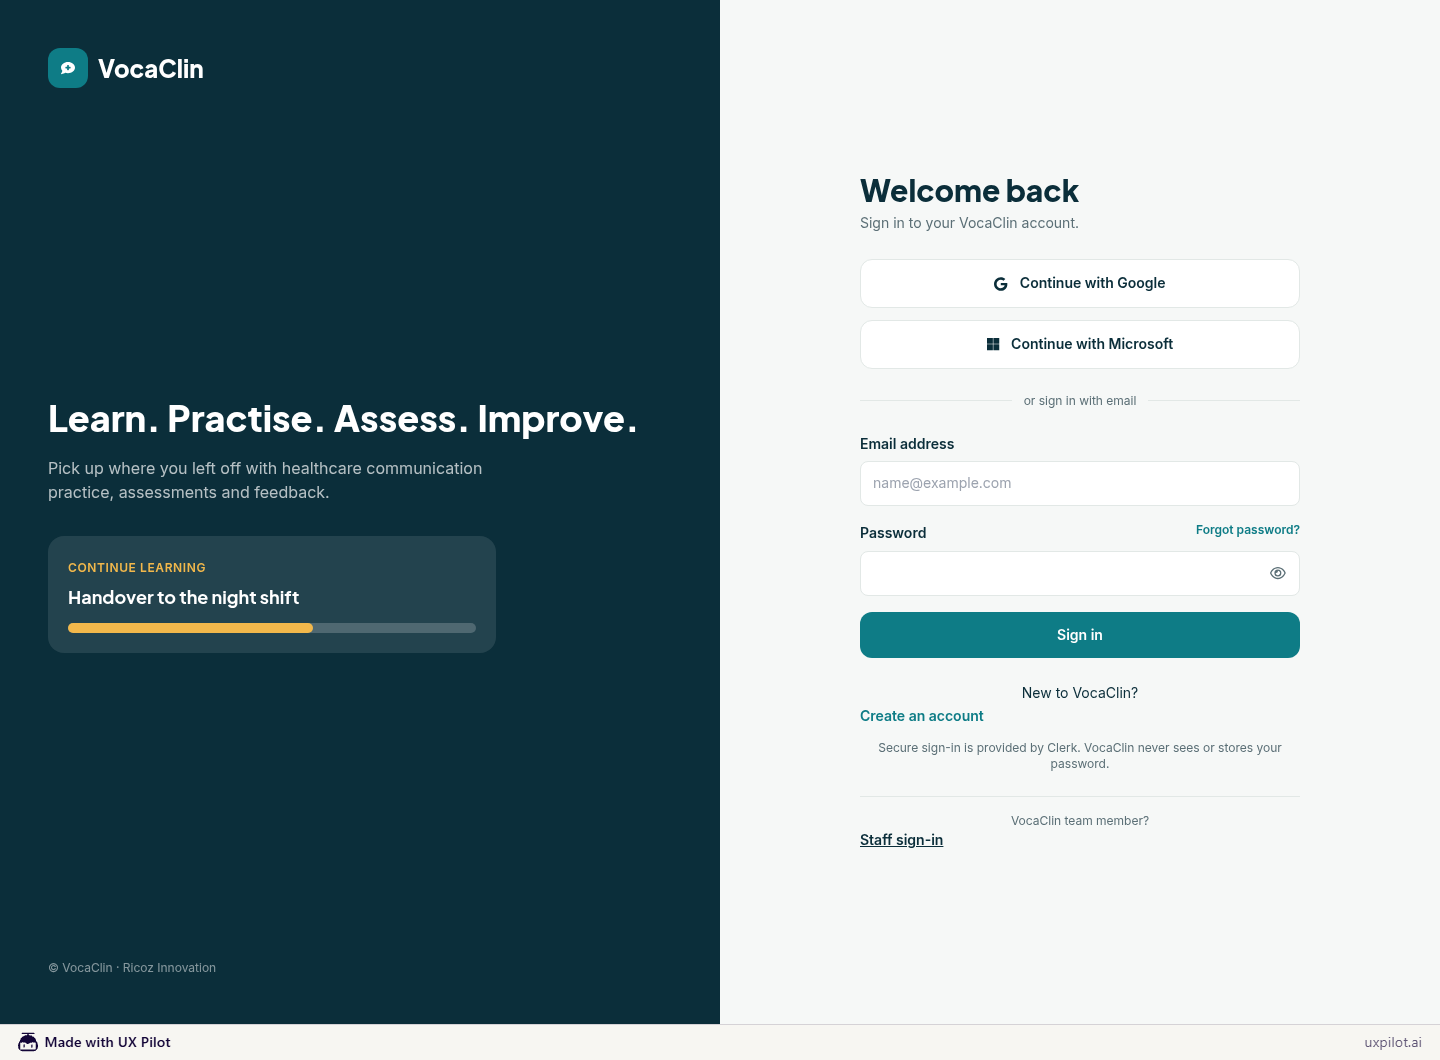 VocaClin
Learn. Practise. Assess. Improve.
Pick up where you left off with healthcare communication
practice, assessments and feedback.
CONTINUE LEARNING
Handover to the night shift
© VocaClin · Ricoz Innovation
Welcome back
Sign in to your VocaClin account.
Continue with Google
Continue with Microsoft
or sign in with email
Email address
name@example.com
Password
Forgot password?
Sign in
New to VocaClin?
Create an account
Secure sign-in is provided by Clerk. VocaClin never sees or stores your
password.
VocaClin team member?
Staff sign-in
Made with UX Pilot
uxpilot.ai